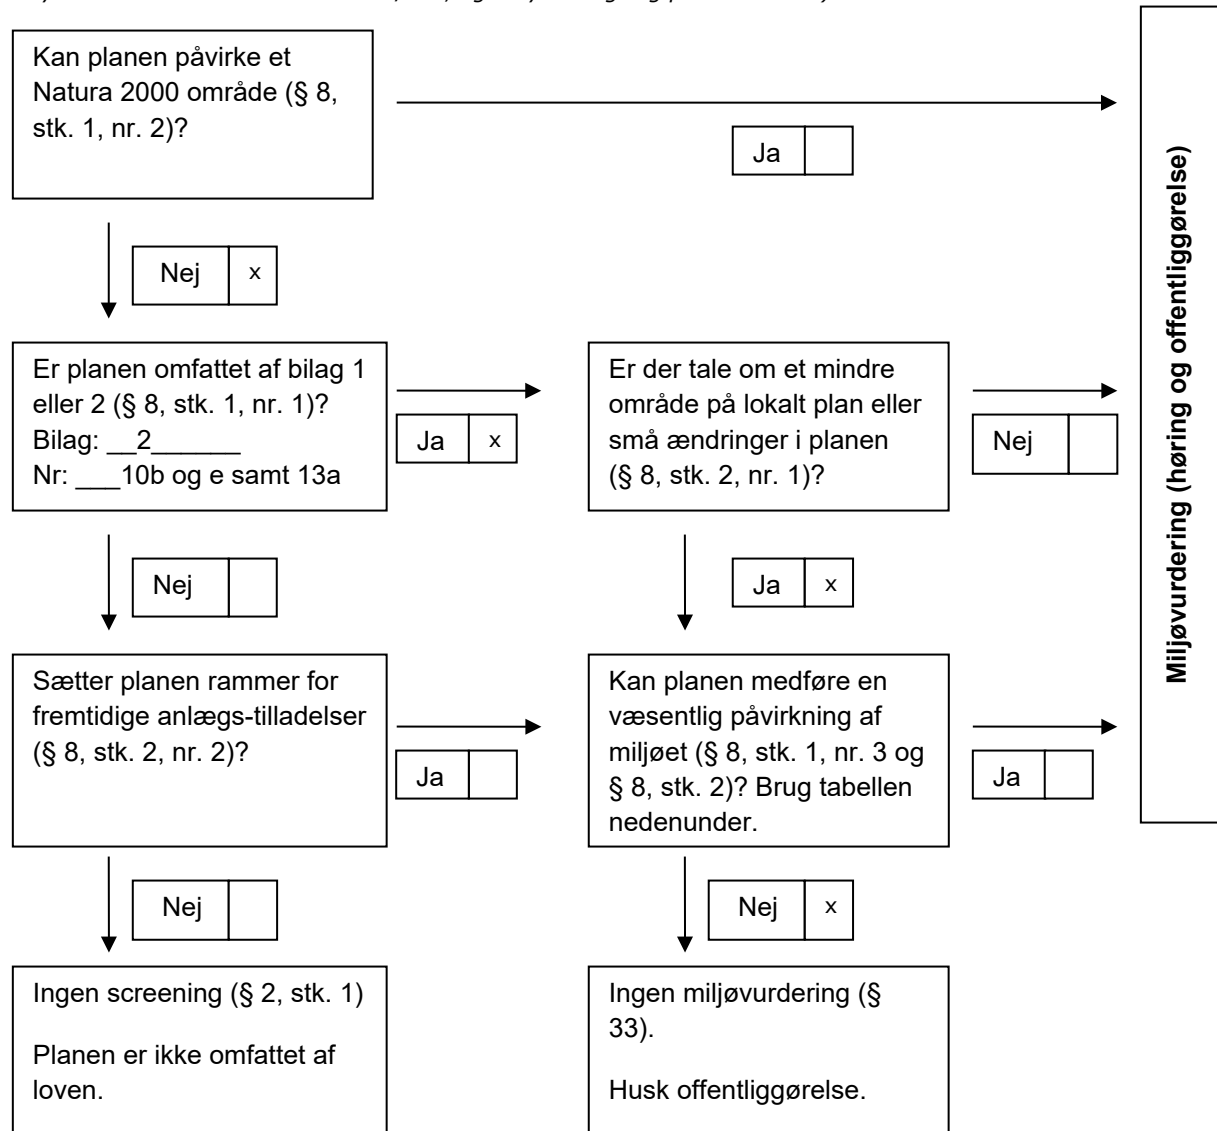 Kan planen påvirke et
Natura 2000 område (§ 8,
stk. 1, nr. 2)?
Ja
Nej x
Er planen omfattet af bilag 1
eller 2 (§ 8, stk. 1, nr. 1)?
Bilag: __2______
Nr: ___10b og e samt 13a
Ja x
Er der tale om et mindre
område på lokalt plan eller
små ændringer i planen
(§ 8, stk. 2, nr. 1)?
Nej
Nej
Ja x
Sætter planen rammer for
fremtidige anlægs-tilladelser
(§ 8, stk. 2, nr. 2)?
Ja
Kan planen medføre en
væsentlig påvirkning af
miljøet (§ 8, stk. 1, nr. 3 og
§ 8, stk. 2)? Brug tabellen
nedenunder.
Ja
Nej
Nej x
Ingen screening (§ 2, stk. 1)
Planen er ikke omfattet af
loven.
Ingen miljøvurdering (§
33).
Husk offentliggørelse.
Miljøvurdering (høring og offentliggørelse)